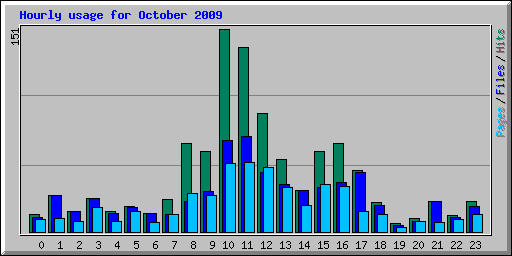 Hourly usage for October 2009
151
Pages / Files / Hits
0 1 2 3 4 5 6 7 8 9 10 11 12 13 14 15 16 17 18 19 20 21 22 23